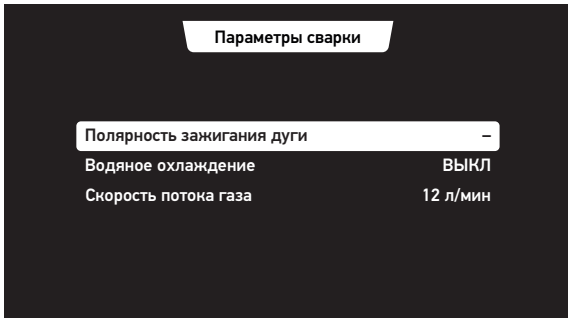 Параметры сварки
Полярность зажигания дуги –
Водяное охлаждение ВЫКЛ
Скорость потока газа 12 л/мин